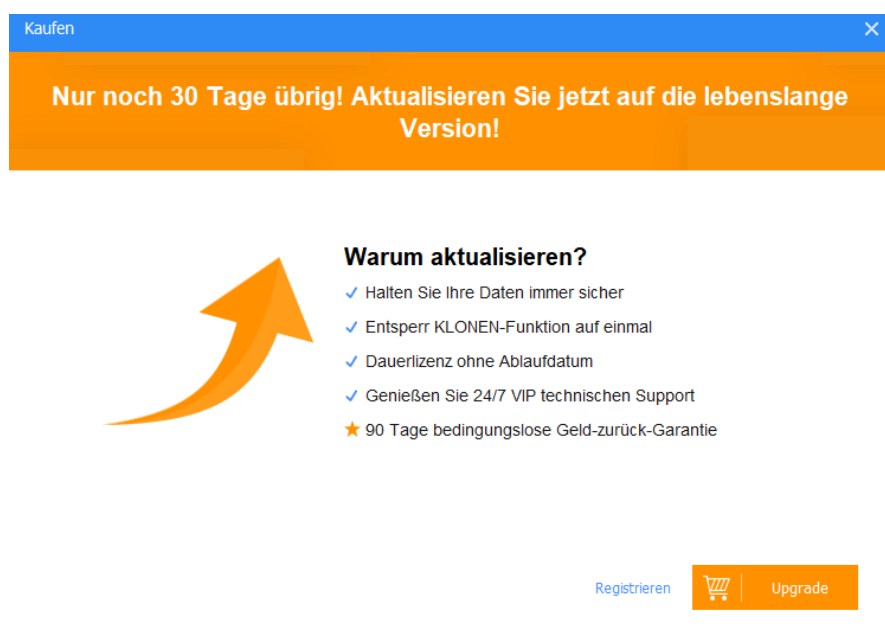 Kaufen
Nur noch 30 Tage übrig! Aktualisieren Sie jetzt auf die lebenslange
Version!
Warum aktualisieren?
Halten Sie Ihre Daten immer sicher
Entsperr KLONEN-Funktion auf einmal
Dauerlizenz ohne Ablaufdatum
Genießen Sie 24/7 VIP technischen Support
90 Tage bedingungslose Geld-zurück-Garantie
Registrieren
Upgrade